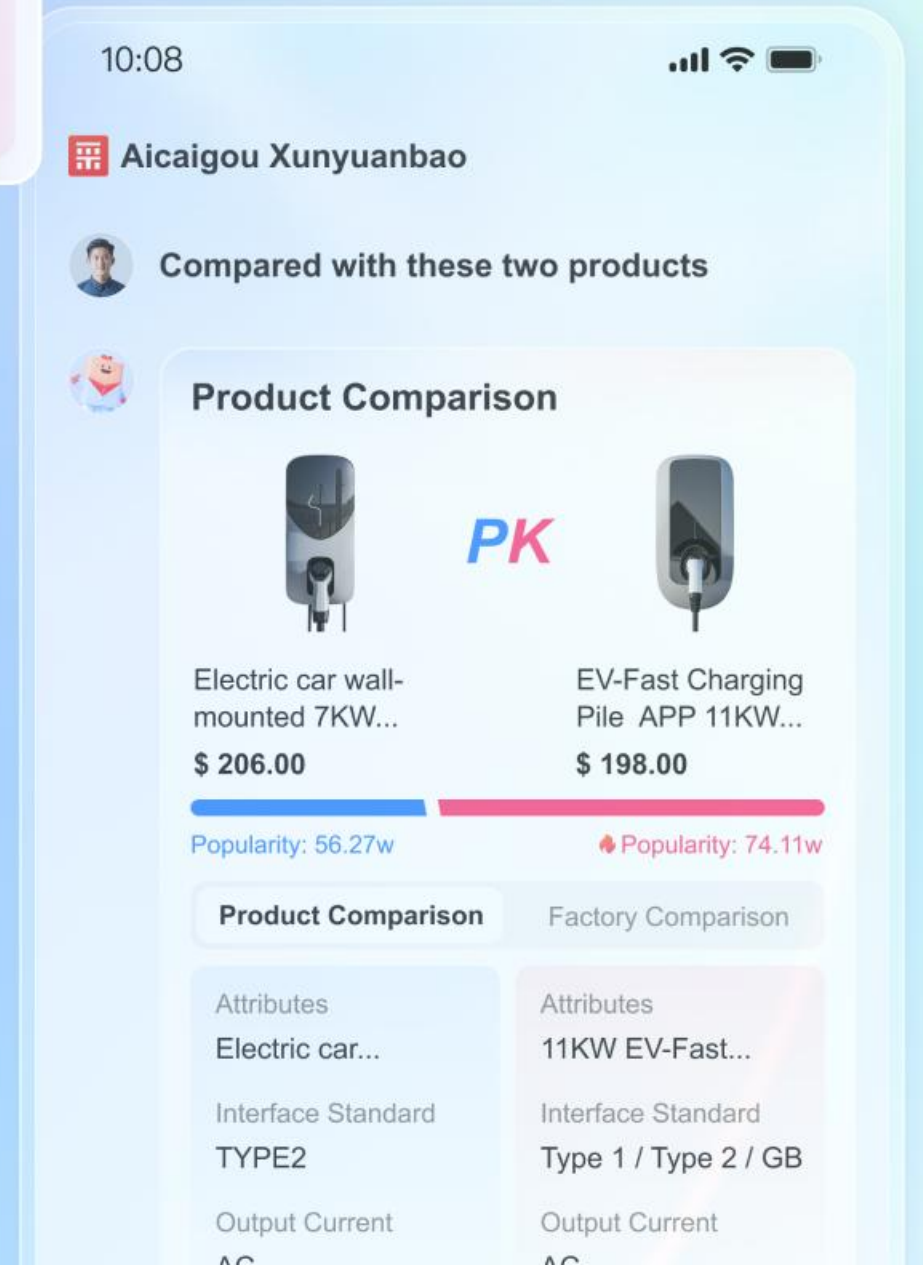 10:08
Aicaigou Xunyuanbao
Compared with these two products
Product Comparison
PK
Electric car wall-
mounted 7KW...
$ 206.00
EV-Fast Charging
Pile APP 11KW...
$ 198.00
Popularity: 56.27w
Popularity: 74.11w
Product Comparison
Factory Comparison
Attributes
Electric car...
Interface Standard
TYPE2
Output Current
AC
Attributes
11KW EV-Fast...
Interface Standard
Type 1 / Type 2 / GB
Output Current
AC